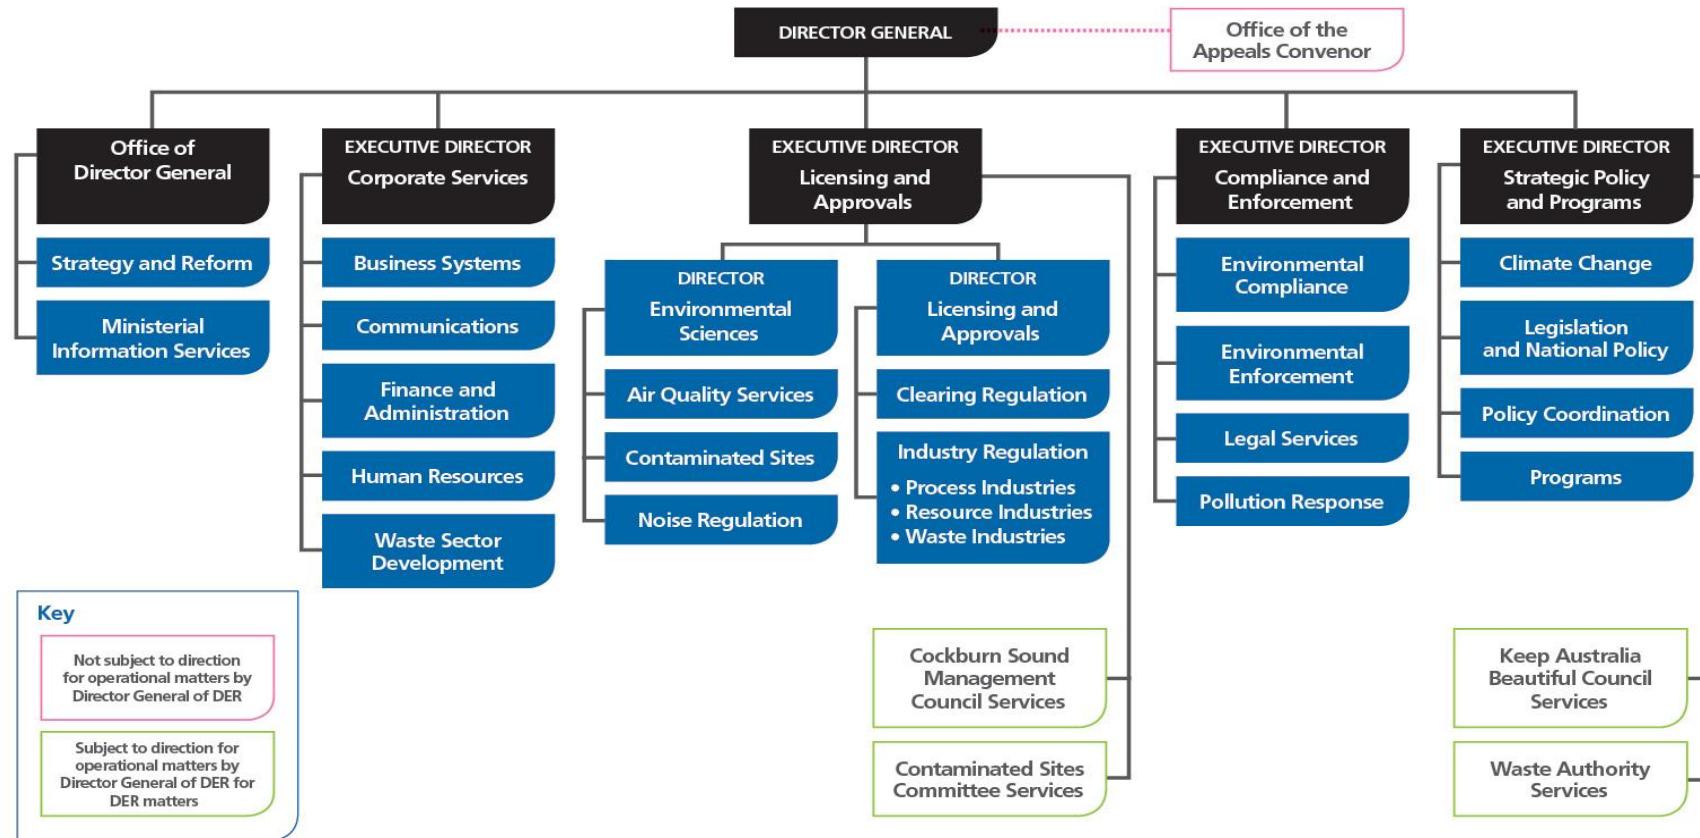 DIRECTOR GENERAL
Office of the
Appeals Convenor
Office of
Director General
Strategy and Reform
Ministerial
Information Services
EXECUTIVE DIRECTOR
Corporate Services
Business Systems
Communications
Finance and
Administration
Human Resources
Waste Sector
Development
EXECUTIVE DIRECTOR
Licensing and
Approvals
DIRECTOR
Environmental
Sciences
Air Quality Services
Contaminated Sites
Noise Regulation
DIRECTOR
Licensing and
Approvals
Clearing Regulation
Industry Regulation
• Process Industries
• Resource Industries
• Waste Industries
Cockburn Sound
Management
Council Services
Contaminated Sites
Committee Services
EXECUTIVE DIRECTOR
Compliance and
Enforcement
Environmental
Compliance
Environmental
Enforcement
Legal Services
Pollution Response
EXECUTIVE DIRECTOR
Strategic Policy
and Programs
Climate Change
Legislation
and National Policy
Policy Coordination
Programs
Keep Australia
Beautiful Council
Services
Waste Authority
Services
Key
Not subject to direction
for operational matters by
Director General of DER
Subject to direction for
operational matters by
Director General of DER for
DER matters